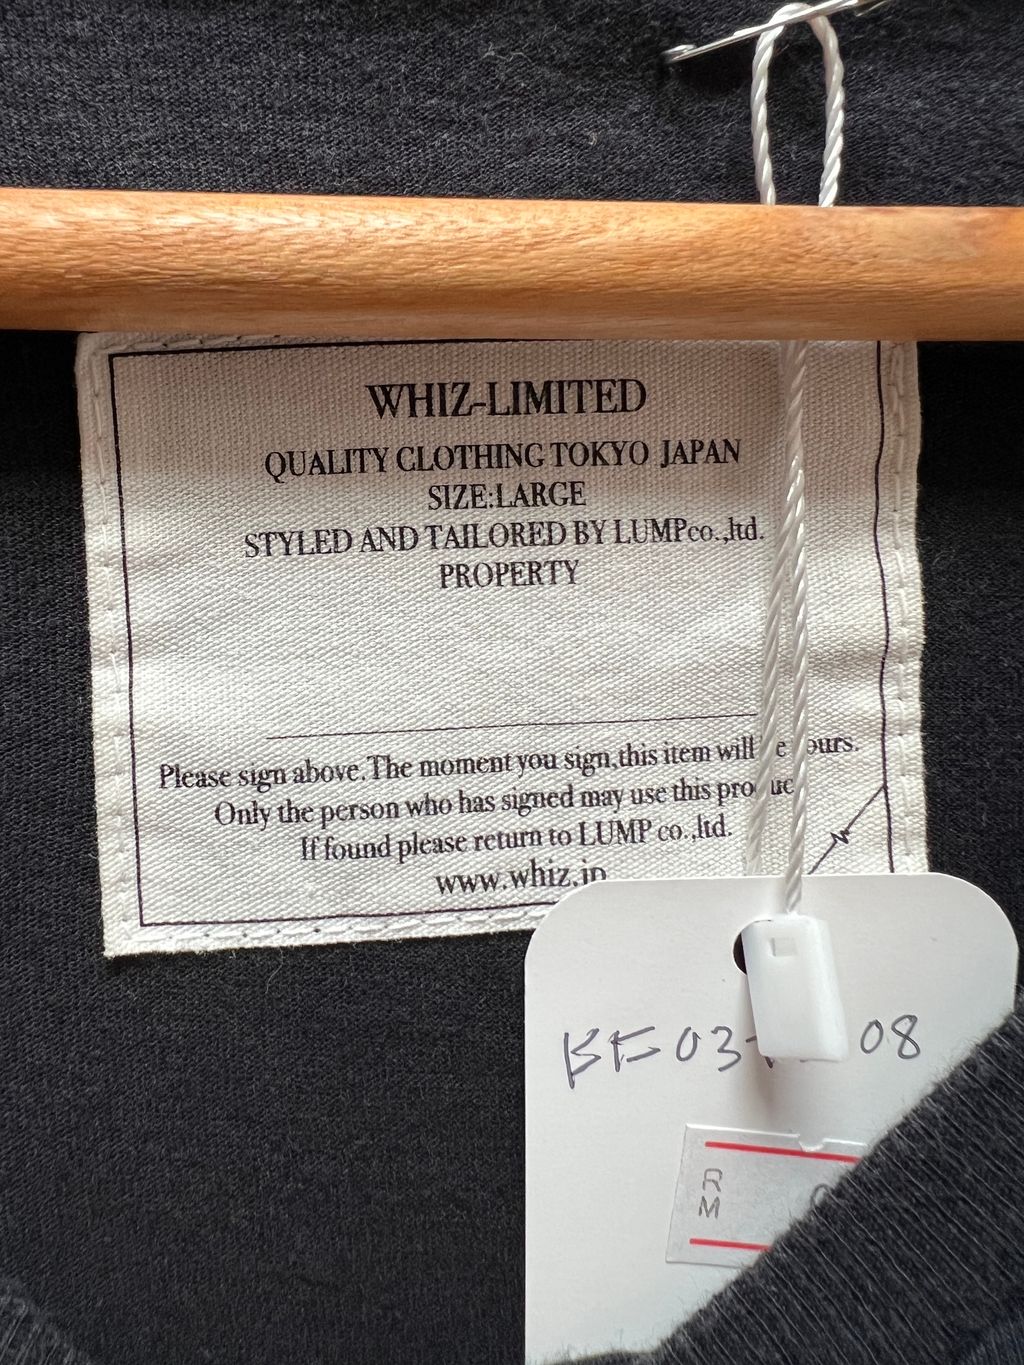 WHIZ-LIMITED
QUALITY CLOTHING TOKYO JAPAN
SIZE:LARGE
STYLED AND TAILORED BY LUMPco.,ltd.
PROPERTY
Please sign above.The moment you sign,this item will
Only the person who has signed may use this
If found please return to LUMP co.,ltd.
www.whiz.jp
08
RM